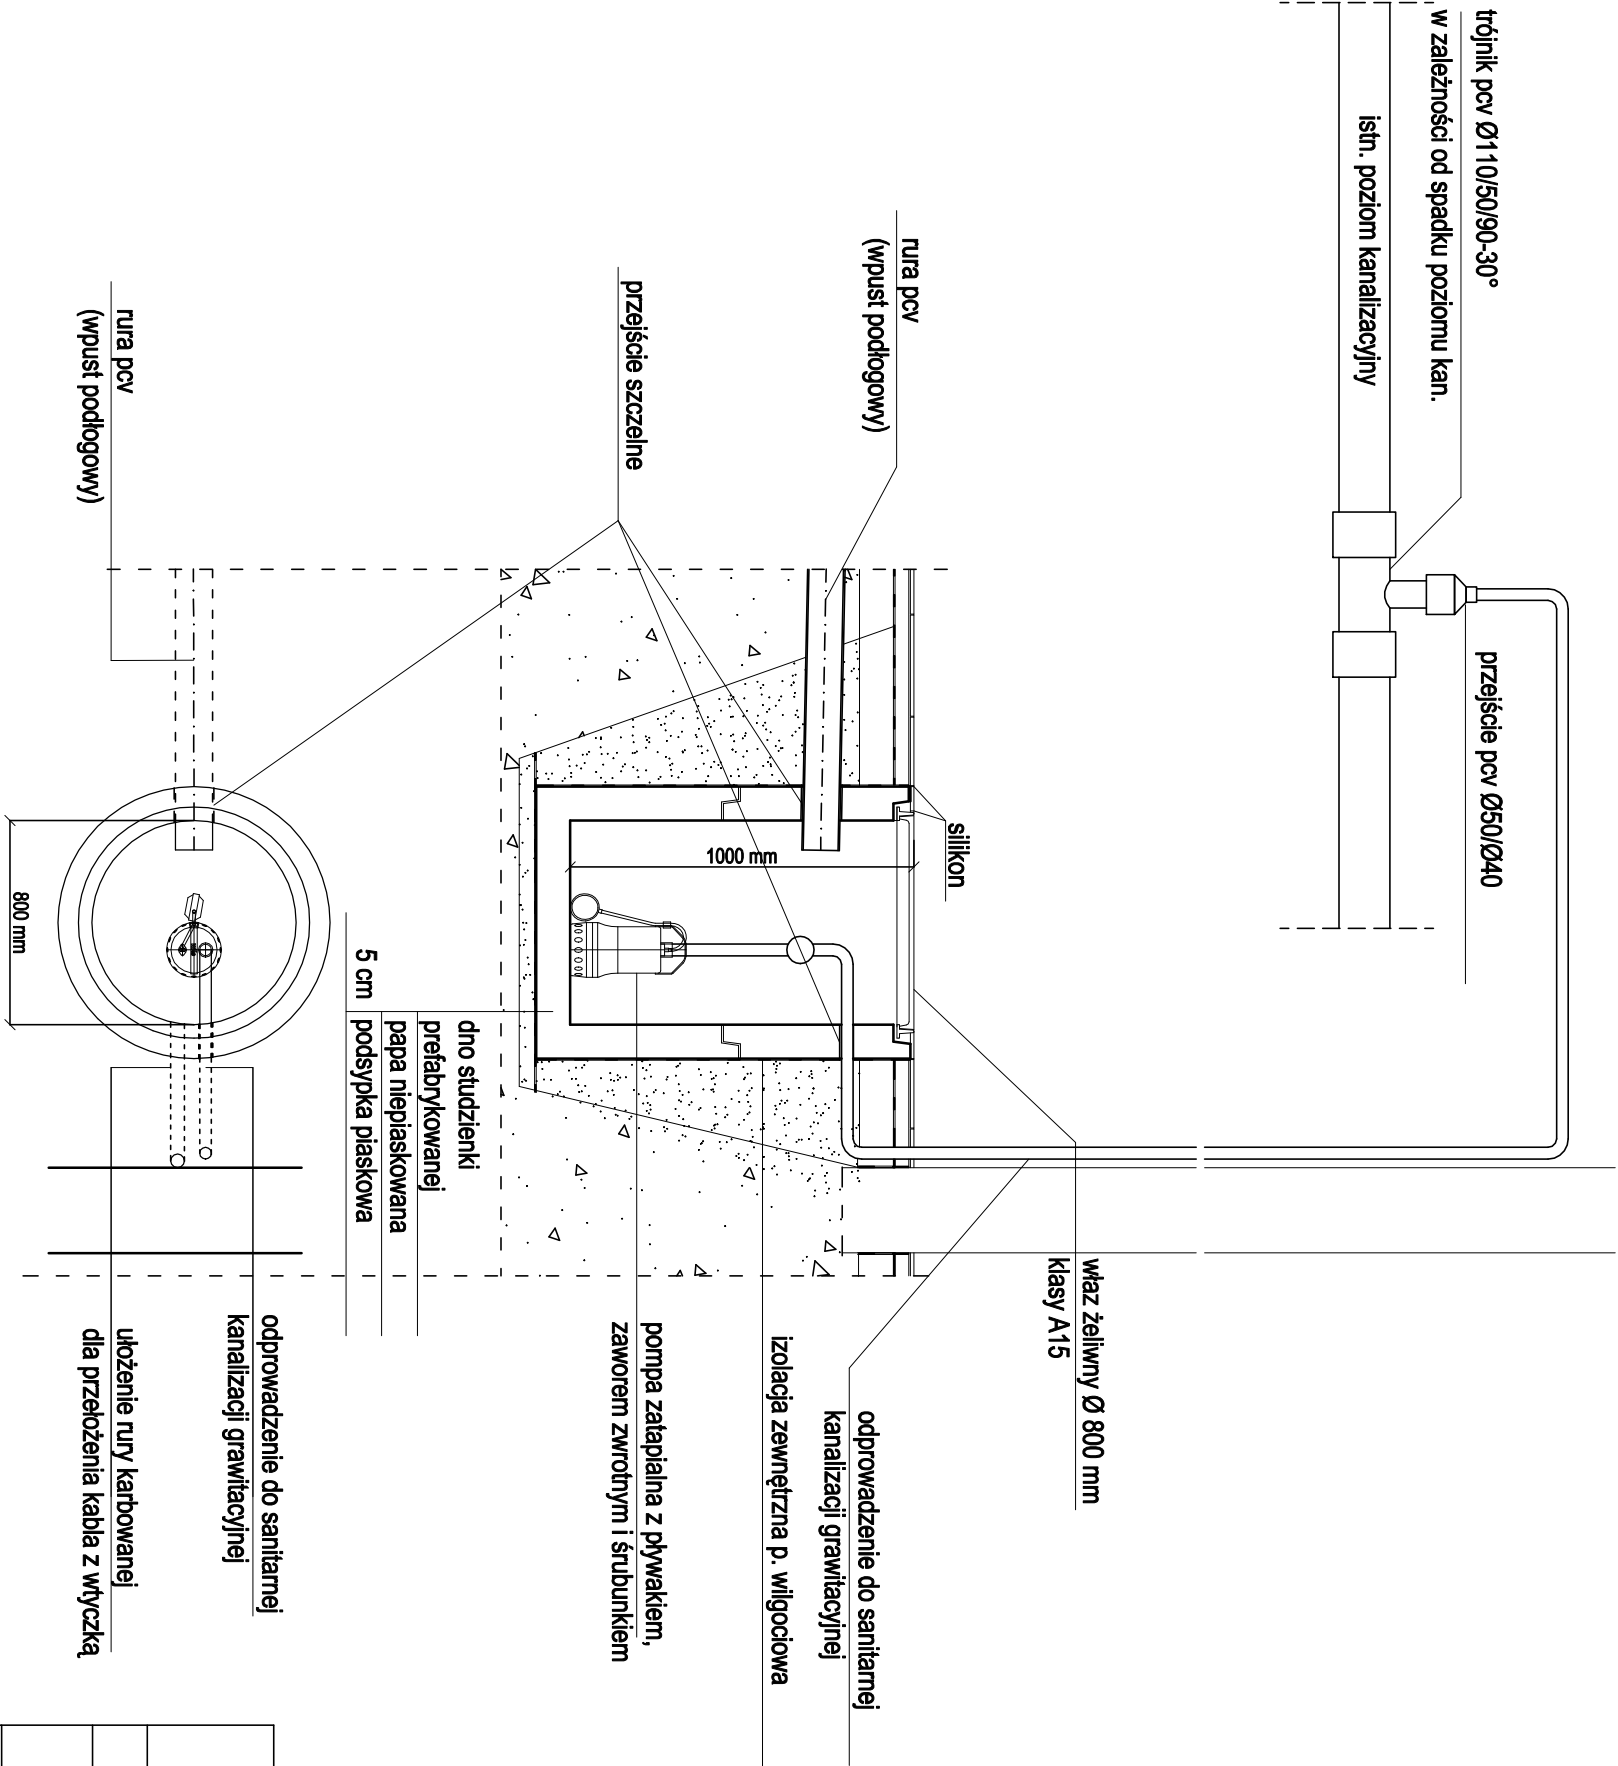 trójnik pcv Ø110/50/90-30°
w zależności od spadku poziomu kan.
istn. poziom kanalizacyjny
przejście pcv Ø50/Ø40
rura pcv
(wpust podłogowy)
silikon
właz żeliwny Ø 800 mm
klasy A15
przejście szczelne
1000 mm
odprowadzenie do sanitarnej
kanalizacji grawitacyjnej
izolacja zewnętrzna p. wilgociowa
pompa zatapialna z pływakiem,
zaworem zwrotnym i śrubunkiem
dno studzienki
prefabrykowanej
papa niepiaskowana
5 cm podsypka piaskowa
rura pcv
(wpust podłogowy)
800 mm
odprowadzenie do sanitarnej
kanalizacji grawitacyjnej
ułożenie rury karbowanej
dla przełożenia kabla z wtyczką